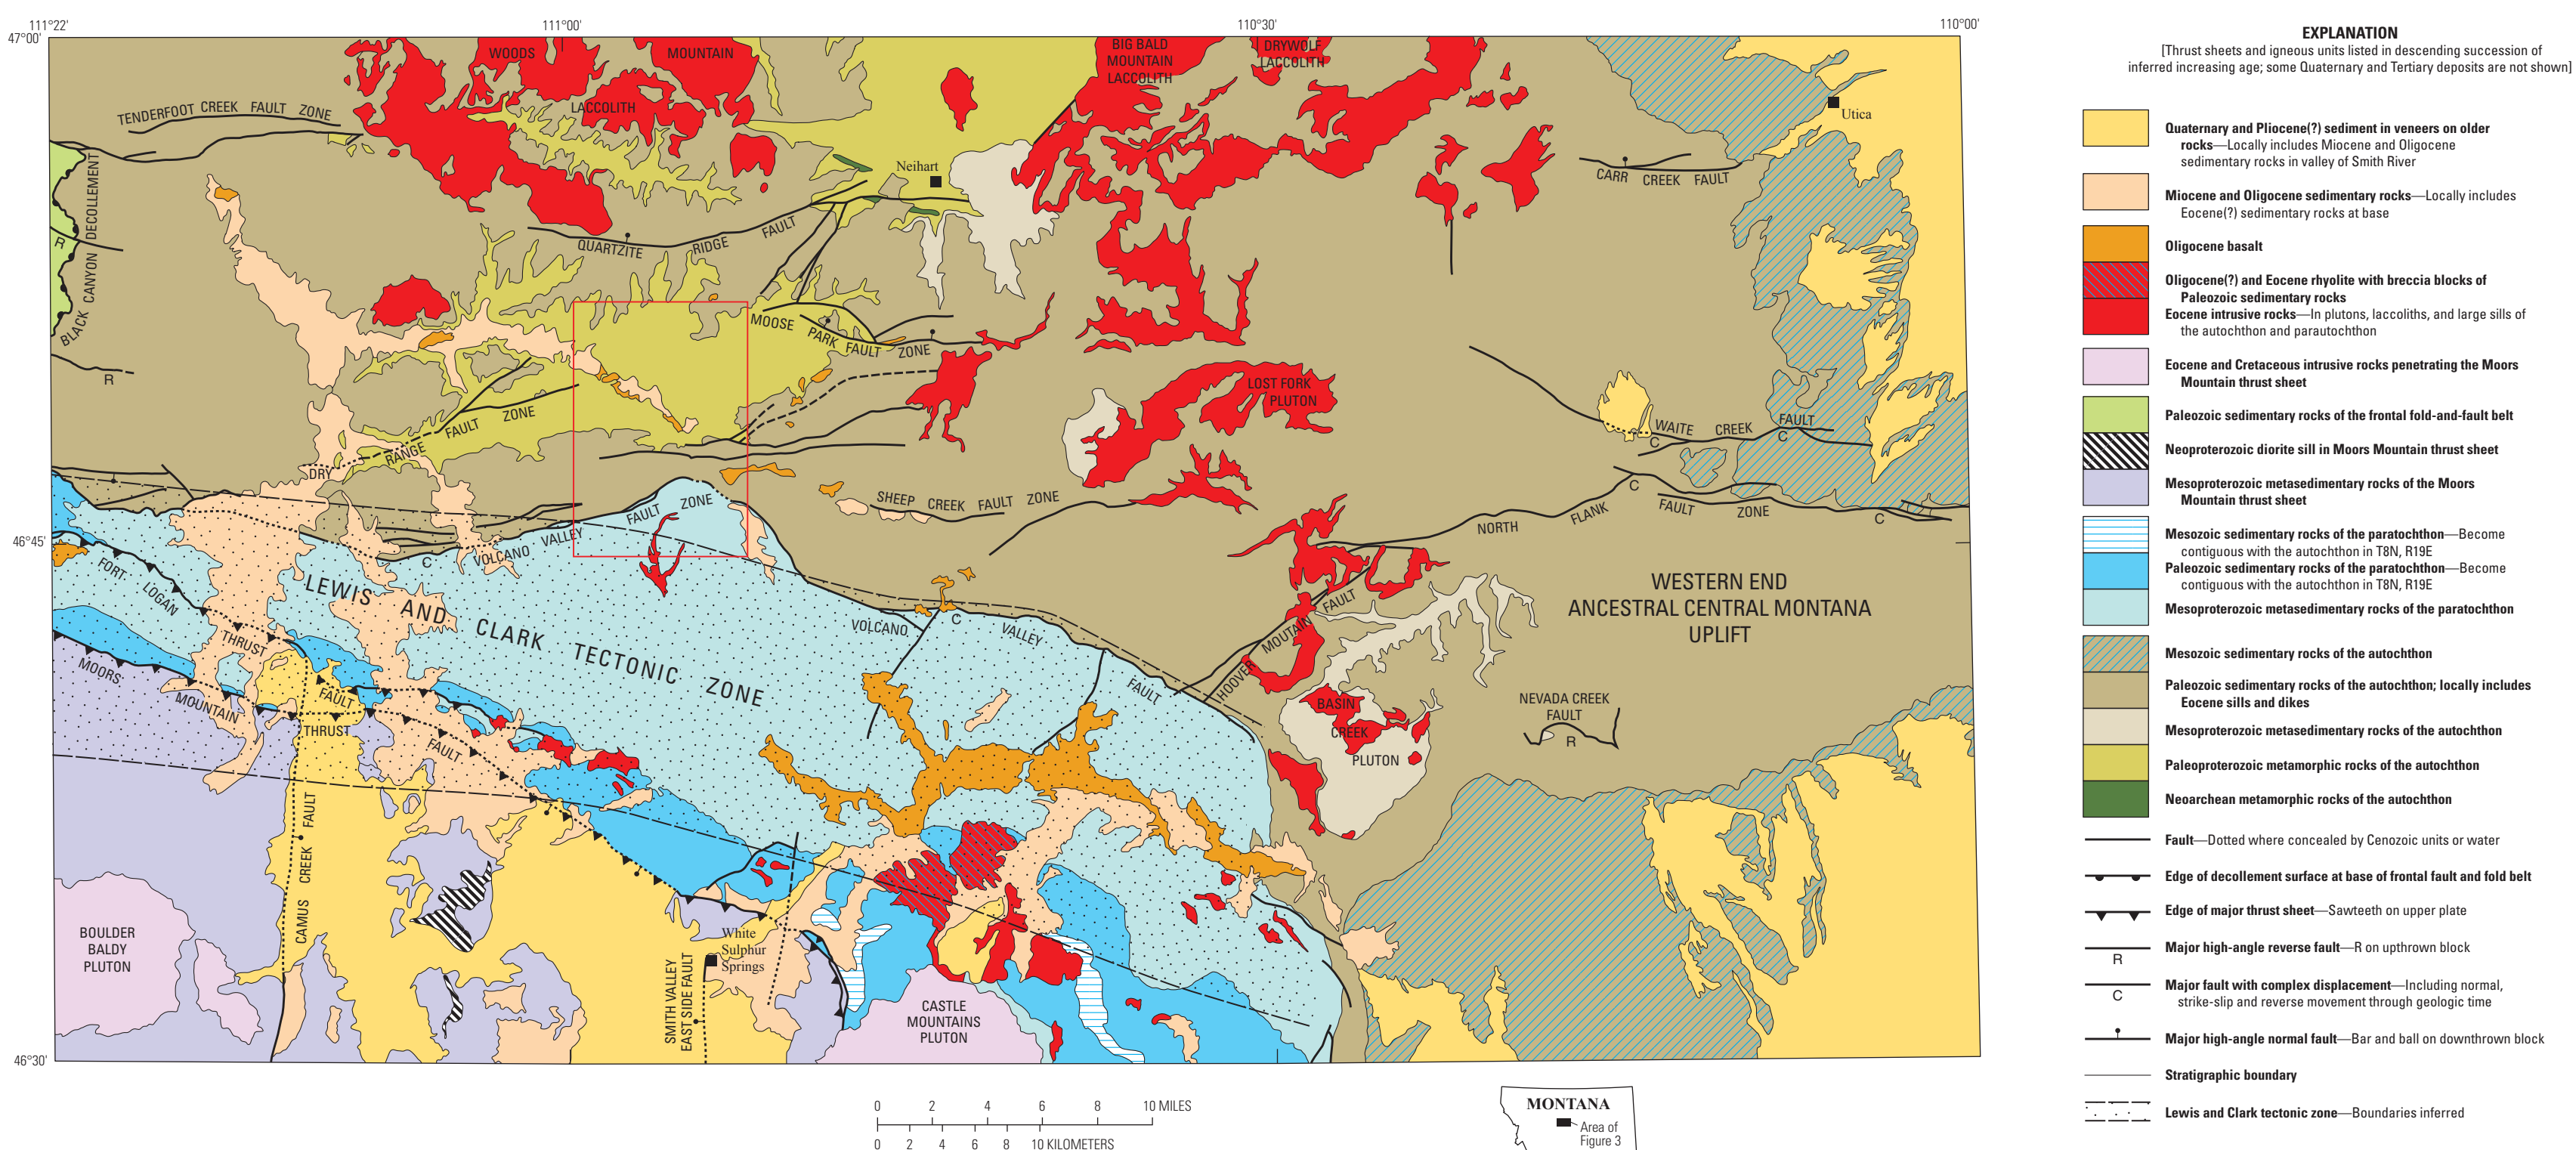 111°22'
111°00'
110°30'
110°00'
47°00'
WOODS
MOUNTAIN
LACCOLITH
BIG BALD
MOUNTAIN
LACCOLITH
DRYWOLF
LACCOLITH
Utica
TENDERFOOT CREEK FAULT ZONE
Neihart
CARR CREEK FAULT
BLACK CANYON DECOLLEMENT
R
QUARTZITE RIDGE FAULT
MOOSE PARK FAULT ZONE
R
LOST FORK
PLUTON
DRY RANGE FAULT ZONE
WAITE CREEK FAULT
C
C
SHEEP CREEK FAULT ZONE
C
NORTH FLANK FAULT ZONE
C
46°45'
VOLCANO VALLEY FAULT ZONE
C
FORT LOGAN THRUST FAULT
LEWIS AND CLARK TECTONIC ZONE
WESTERN END
ANCESTRAL CENTRAL MONTANA
UPLIFT
VOLCANO VALLEY FAULT
C
HOOVER MOUTAIN FAULT
MOORS MOUNTAIN THRUST FAULT
BASIN
CREEK
PLUTON
NEVADA CREEK
FAULT
R
CAMUS CREEK FAULT
BOULDER
BALDY
PLUTON
White
Sulphur
Springs
SMITH VALLEY
EAST SIDE FAULT
CASTLE
MOUNTAINS
PLUTON
46°30'
0 2 4 6 8 10 MILES
0 2 4 6 8 10 KILOMETERS
MONTANA
Area of
Figure 3
EXPLANATION
[Thrust sheets and igneous units listed in descending succession of
inferred increasing age; some Quaternary and Tertiary deposits are not shown]
Quaternary and Pliocene(?) sediment in veneers on older
rocks—Locally includes Miocene and Oligocene
sedimentary rocks in valley of Smith River
Miocene and Oligocene sedimentary rocks—Locally includes
Eocene(?) sedimentary rocks at base
Oligocene basalt
Oligocene(?) and Eocene rhyolite with breccia blocks of
Paleozoic sedimentary rocks
Eocene intrusive rocks—In plutons, laccoliths, and large sills of
the autochthon and parautochthon
Eocene and Cretaceous intrusive rocks penetrating the Moors
Mountain thrust sheet
Paleozoic sedimentary rocks of the frontal fold-and-fault belt
Neoproterozoic diorite sill in Moors Mountain thrust sheet
Mesoproterozoic metasedimentary rocks of the Moors
Mountain thrust sheet
Mesozoic sedimentary rocks of the paratochthon—Become
contiguous with the autochthon in T8N, R19E
Paleozoic sedimentary rocks of the paratochthon—Become
contiguous with the autochthon in T8N, R19E
Mesoproterozoic metasedimentary rocks of the paratochthon
Mesozoic sedimentary rocks of the autochthon
Paleozoic sedimentary rocks of the autochthon; locally includes
Eocene sills and dikes
Mesoproterozoic metasedimentary rocks of the autochthon
Paleoproterozoic metamorphic rocks of the autochthon
Neoarchean metamorphic rocks of the autochthon
Fault—Dotted where concealed by Cenozoic units or water
Edge of decollement surface at base of frontal fault and fold belt
Edge of major thrust sheet—Sawteeth on upper plate
Major high-angle reverse fault—R on upthrown block
R
Major fault with complex displacement—Including normal,
strike-slip and reverse movement through geologic time
C
Major high-angle normal fault—Bar and ball on downthrown block
Stratigraphic boundary
Lewis and Clark tectonic zone—Boundaries inferred